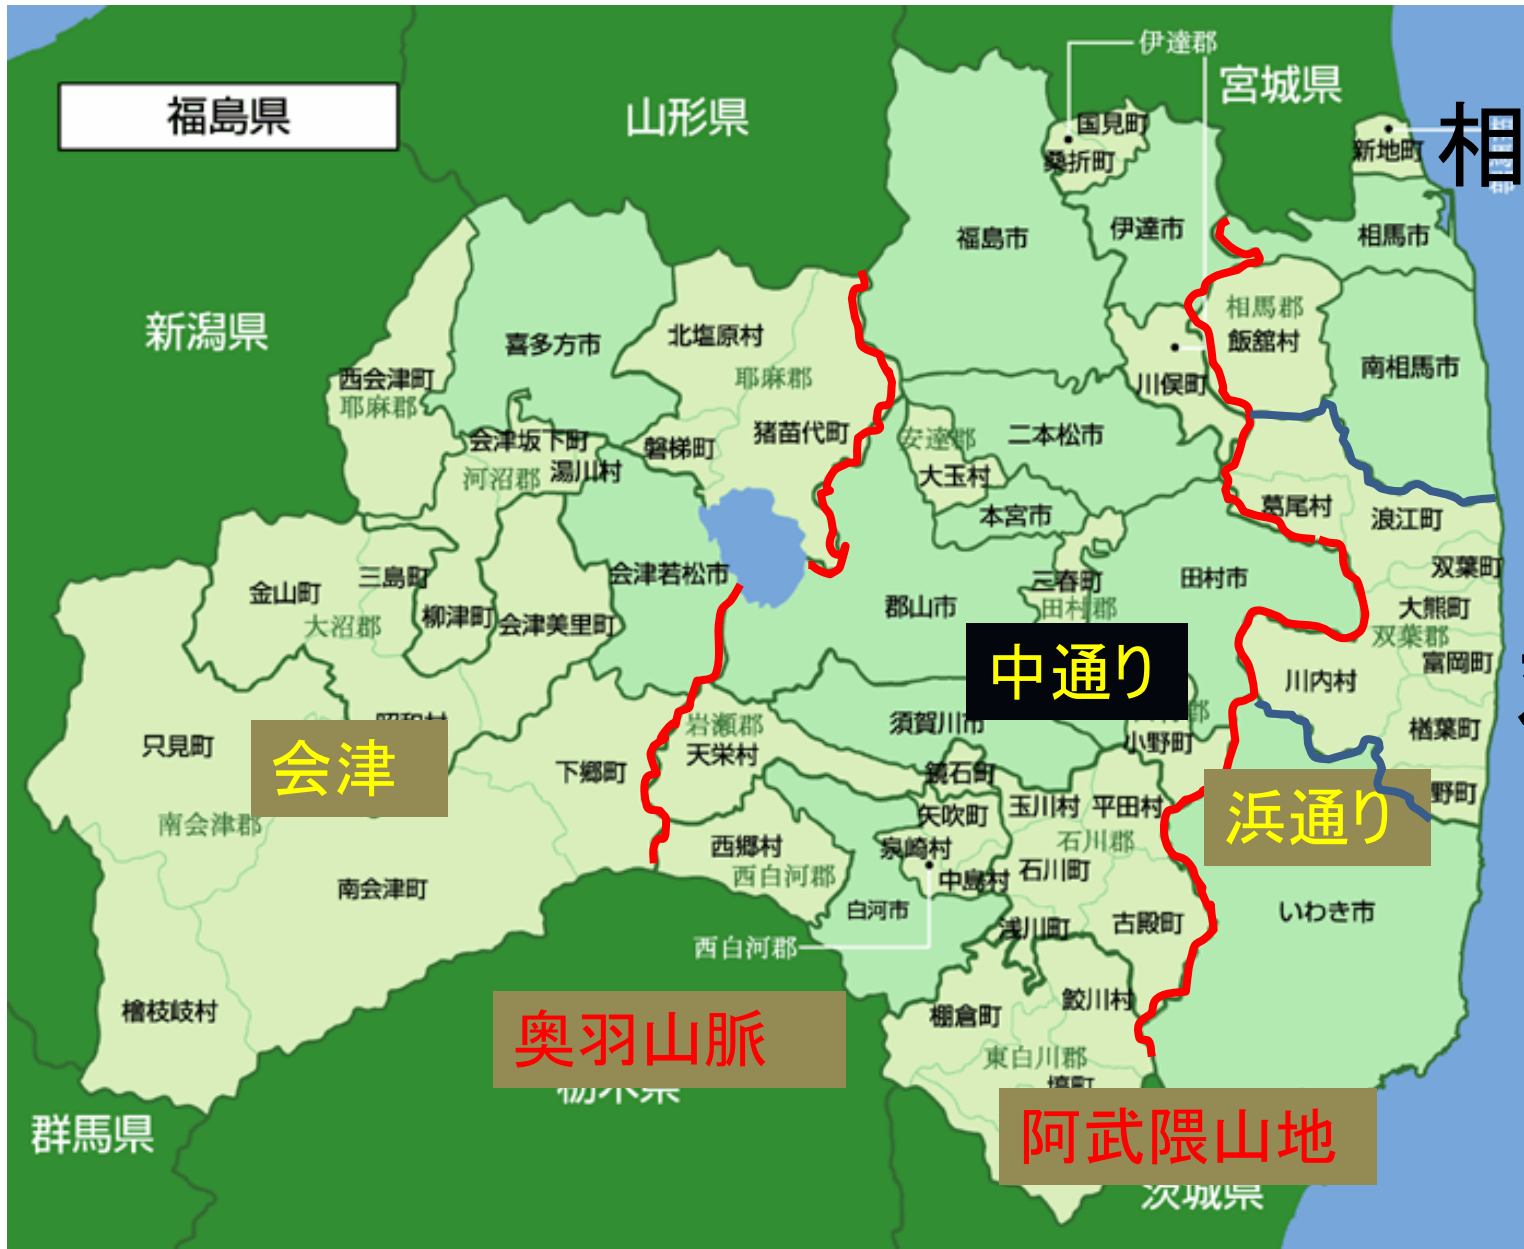 伊達郡
宮城県
福島県
山形県
国見町
桑折町
新地町
相
福島市
伊達市
相馬市
新潟県
喜多方市
北塩原村
相馬郡
飯舘村
南相馬市
西会津町
耶麻郡
耶麻郡
川俣町
猪苗代町
会津坂下町
磐梯町
安達郡
二本松市
河沼郡
湯川村
大玉村
本宮市
葛尾村
浪江町
金山町
三島町
会津若松市
三春町
田村市
双葉町
大沼郡
柳津町
会津美里町
郡山市
田村郡
大熊町
双葉郡
富岡町
中通り
川内村
只見町
会津
下郷町
岩瀬郡
天栄村
須賀川市
小野町
楢葉町
鏡石町
野町
南会津郡
矢吹町
玉川村
平田村
浜通り
西郷村
泉崎村
石川郡
西白河郡
中島村
石川町
南会津町
白河市
浅川町
古殿町
いわき市
西白河郡
檜枝岐村
棚倉町
鮫川村
奥羽山脈
東白川郡
栃木県
群馬県
阿武隈山地
茨城県